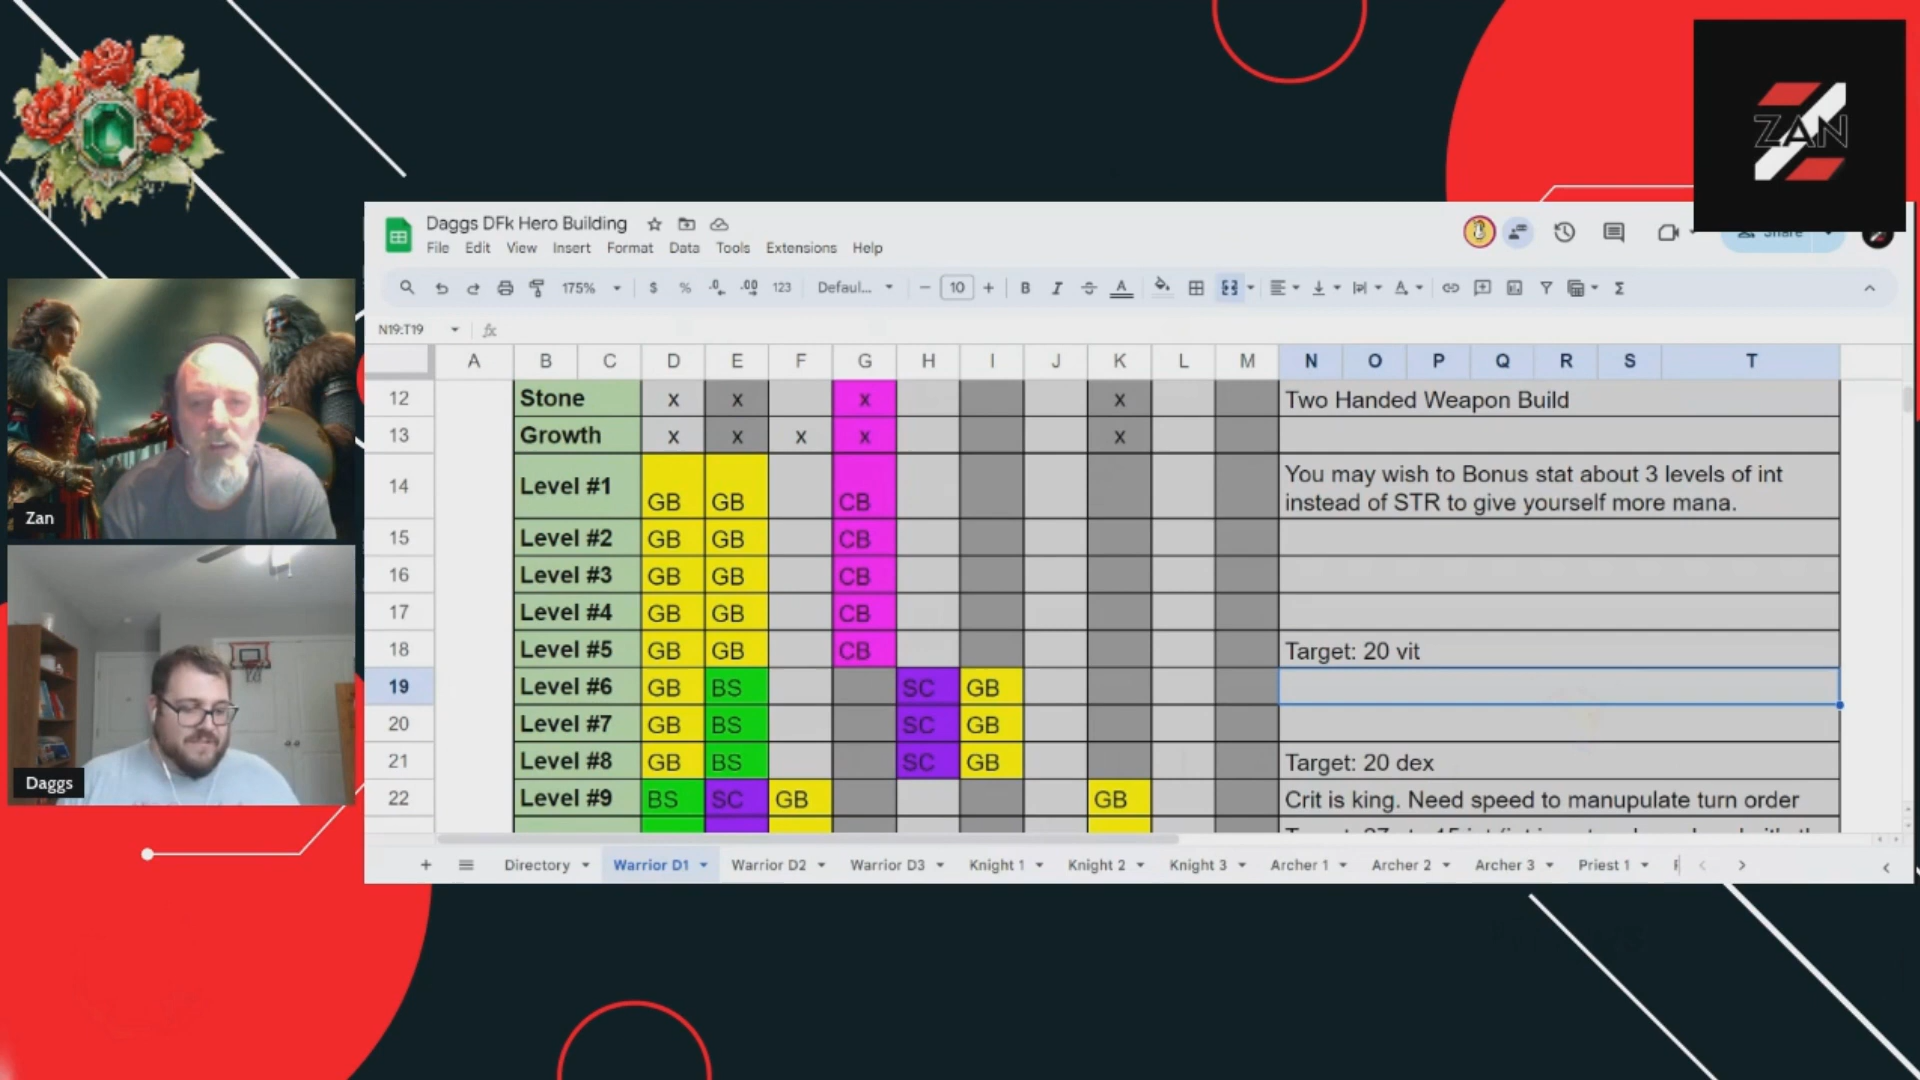 ZAN
Daggs DFk Hero Building
File Edit View Insert Format Data Tools Extensions Help
Share
175% $ % .0 .00 123 Defaul... − 10 + B I A Σ
N19:T19 fx
A B C D E F G H I J K L M N O P Q R S T
12 Stone x x x x Two Handed Weapon Build
13 Growth x x x x x
14 Level #1 GB GB CB You may wish to Bonus stat about 3 levels of int
instead of STR to give yourself more mana.
15 Level #2 GB GB CB
16 Level #3 GB GB CB
17 Level #4 GB GB CB
18 Level #5 GB GB CB Target: 20 vit
19 Level #6 GB BS SC GB
20 Level #7 GB BS SC GB
21 Level #8 GB BS SC GB Target: 20 dex
22 Level #9 BS SC GB GB Crit is king. Need speed to manupulate turn order
+ Directory Warrior D1 Warrior D2 Warrior D3 Knight 1 Knight 2 Knight 3 Archer 1 Archer 2 Archer 3 Priest 1
Zan
Daggs